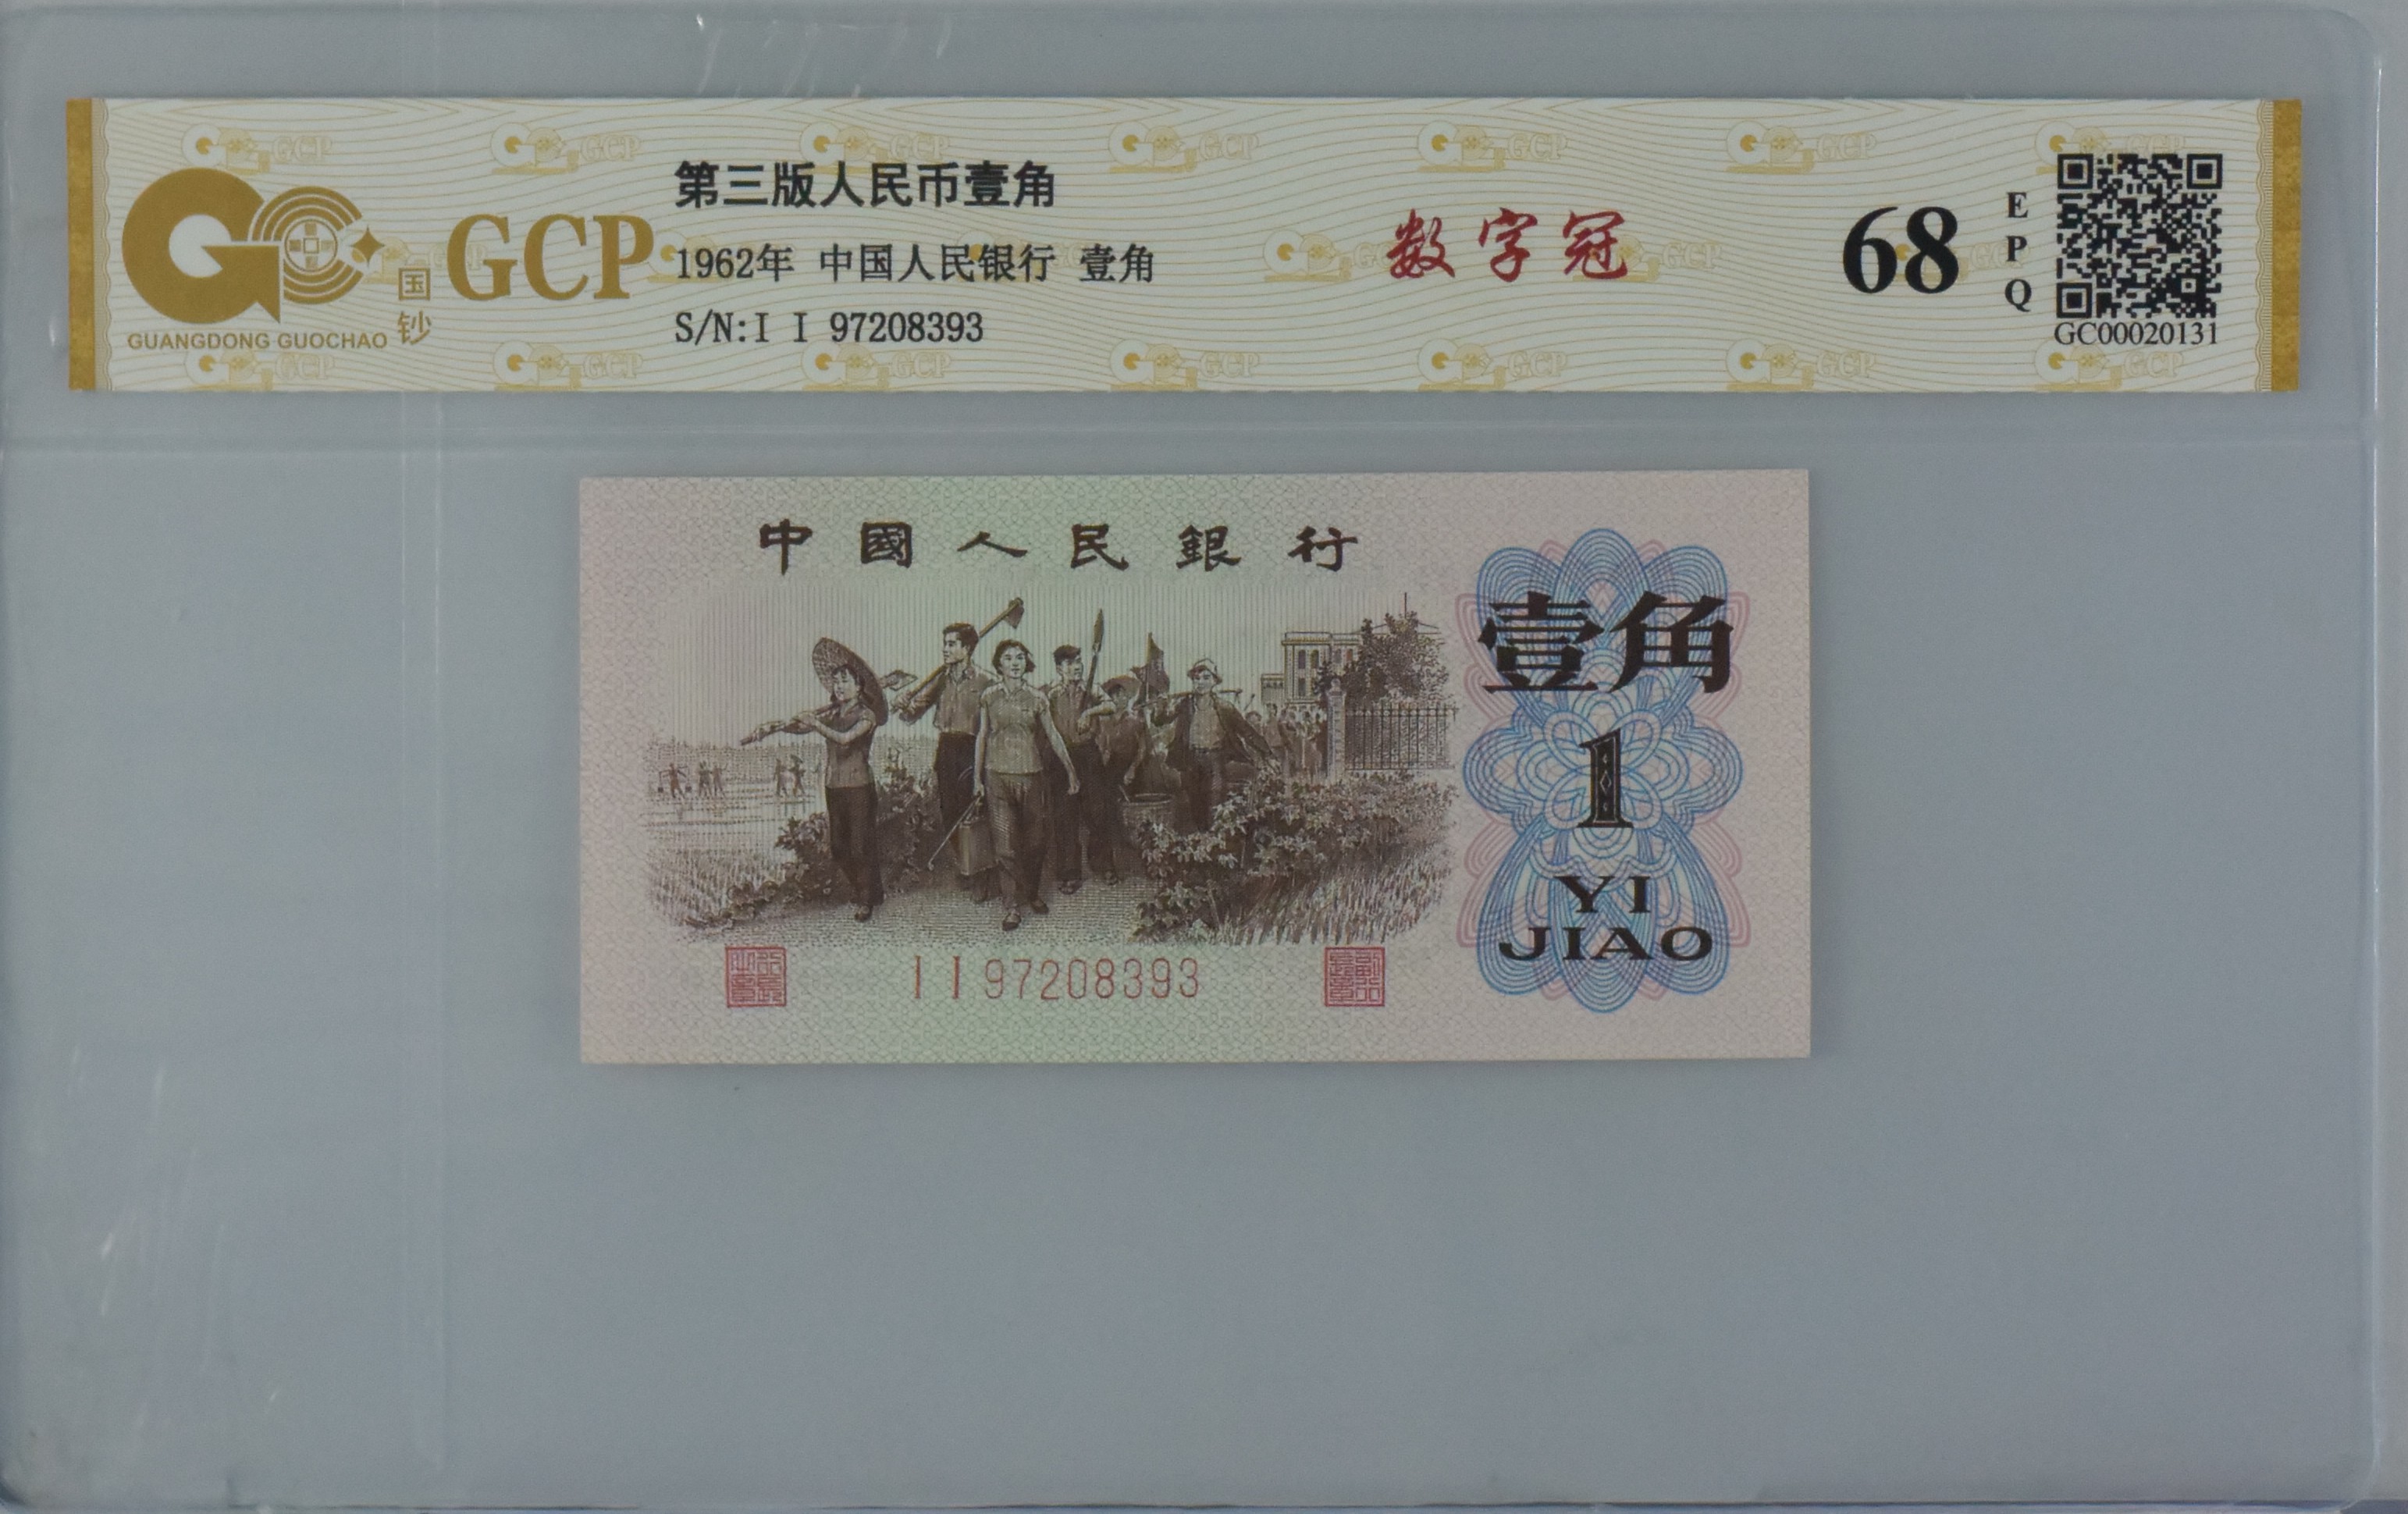 第三版人民币壹角
1962年 中国人民银行 壹角
S/N:I I 97208393
GCP
国钞
GUANGDONG GUOCHAO
数字冠
68
EPQ
GC00020131
中國人民銀行
壹角
1
YI
JIAO
I I 97208393